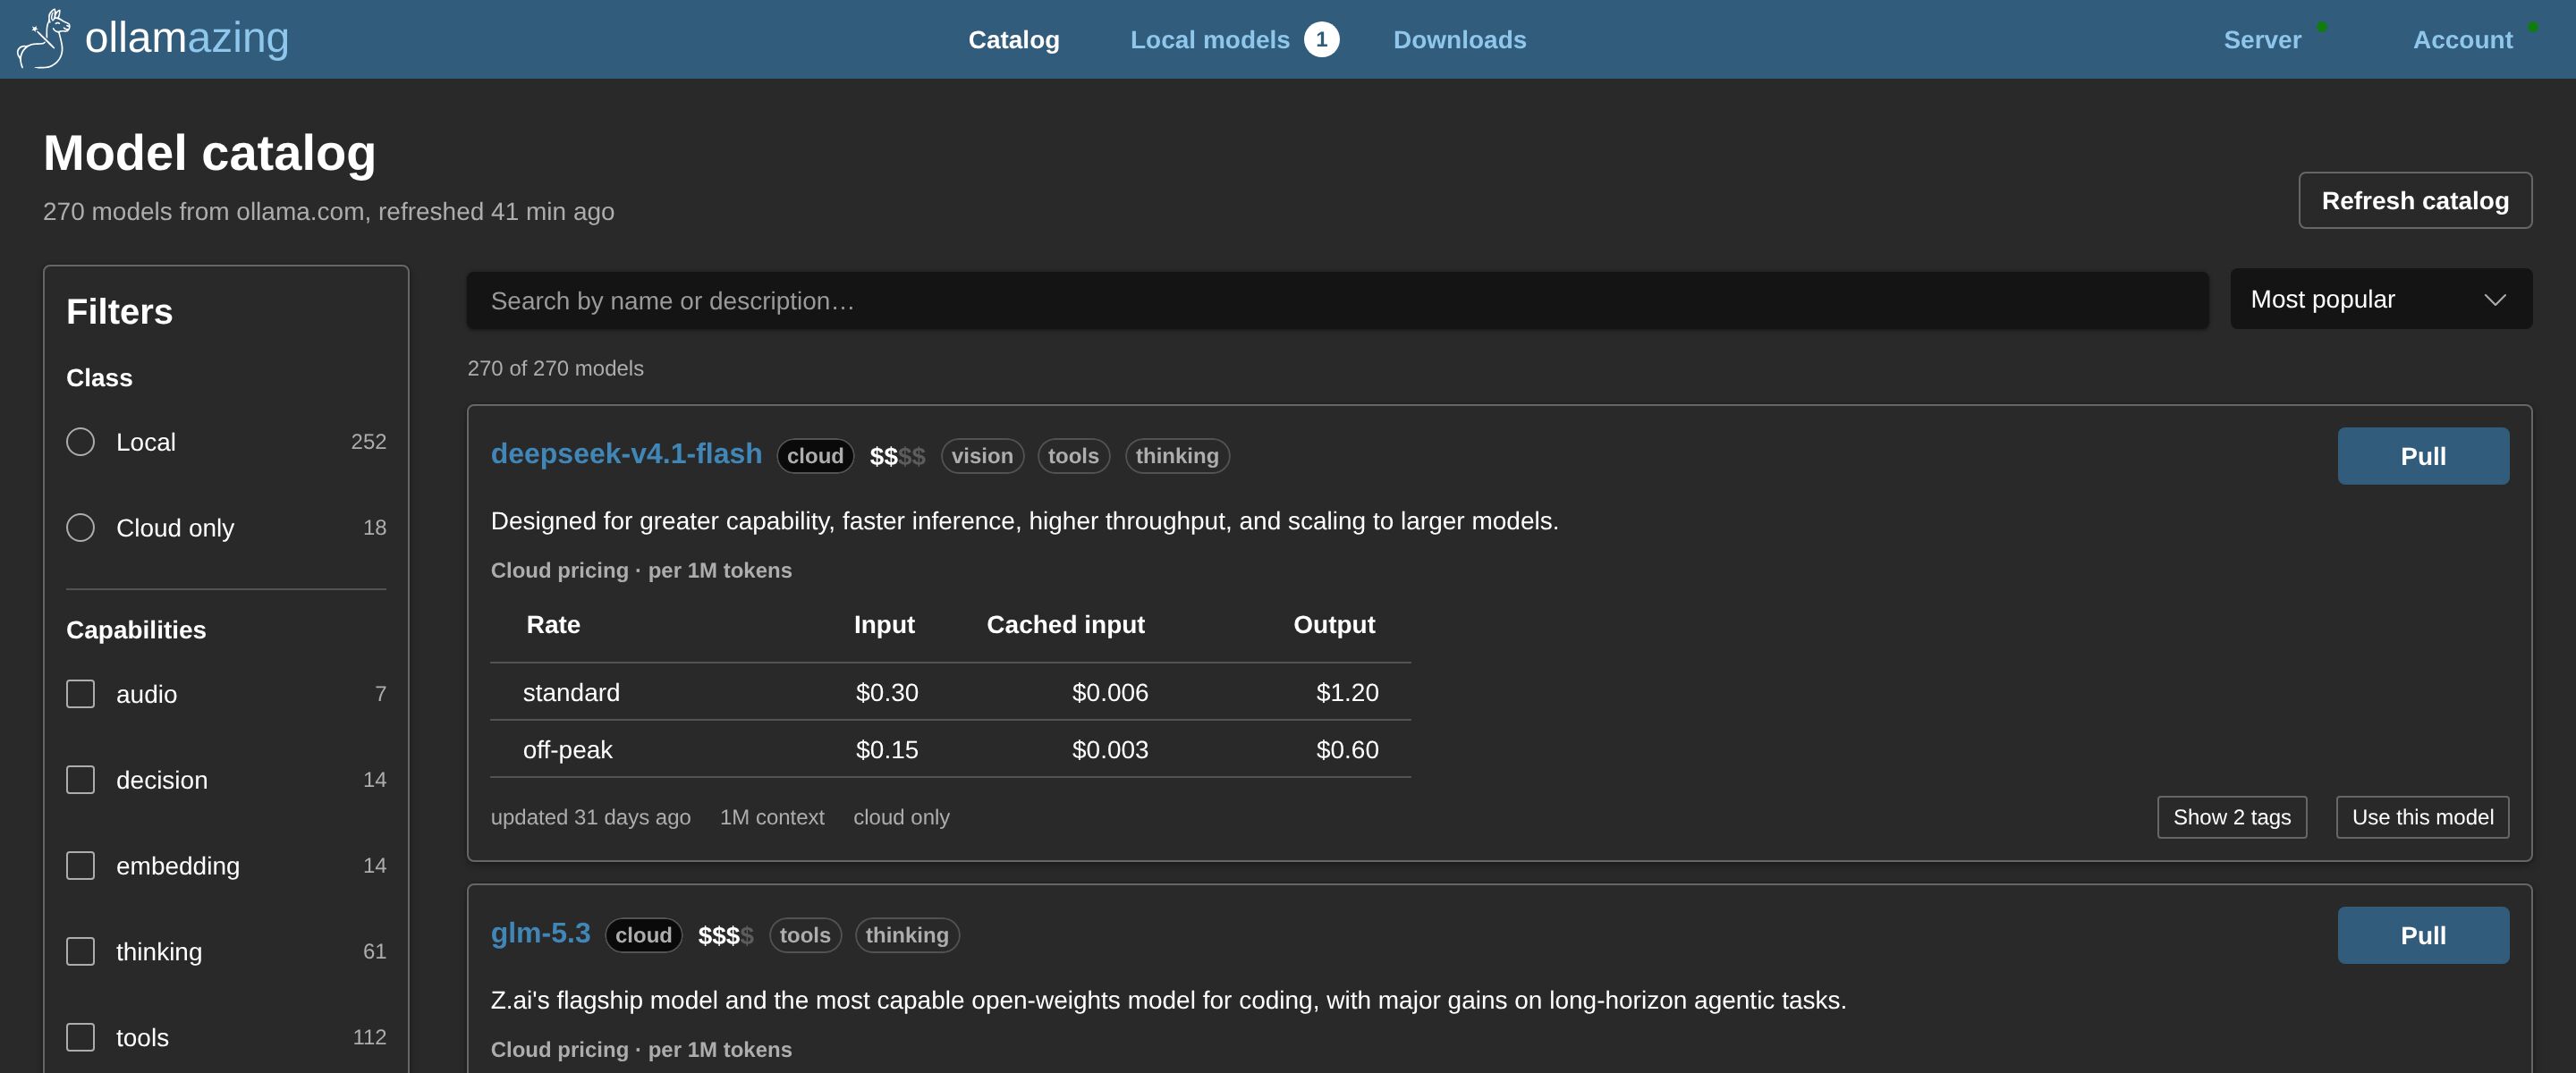 ollamazing
Catalog
Local models 1
Downloads
Server
Account
Model catalog
270 models from ollama.com, refreshed 41 min ago
Refresh catalog
Filters
Class
Local 252
Cloud only 18
Capabilities
audio 7
decision 14
embedding 14
thinking 61
tools 112
Search by name or description…
Most popular
270 of 270 models
deepseek-v4.1-flash cloud $$$$ vision tools thinking
Pull
Designed for greater capability, faster inference, higher throughput, and scaling to larger models.
Cloud pricing · per 1M tokens
Rate Input Cached input Output
standard $0.30 $0.006 $1.20
off-peak $0.15 $0.003 $0.60
updated 31 days ago 1M context cloud only
Show 2 tags
Use this model
glm-5.3 cloud $$$$ tools thinking
Pull
Z.ai's flagship model and the most capable open-weights model for coding, with major gains on long-horizon agentic tasks.
Cloud pricing · per 1M tokens